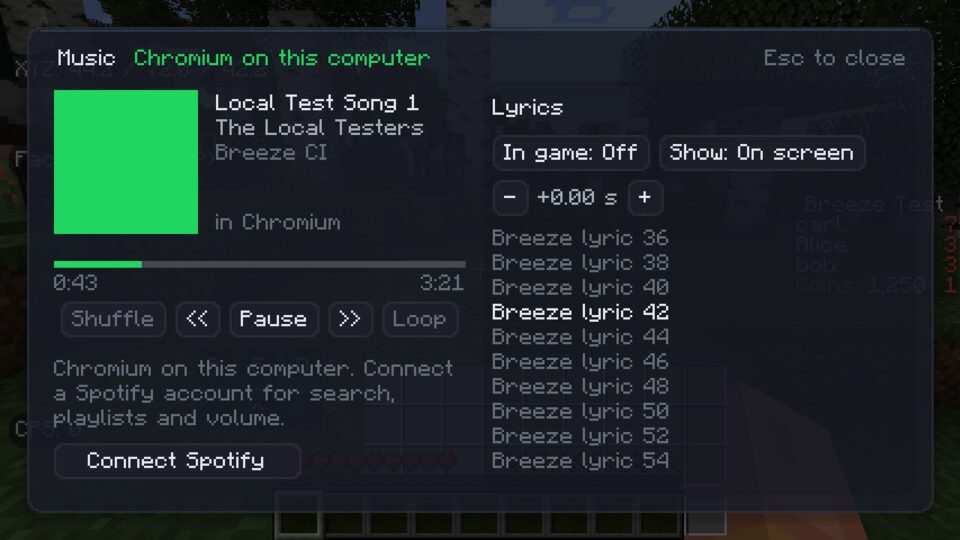 Music Chromium on this computer
Esc to close
Local Test Song 1
The Local Testers
Breeze CI
in Chromium
0:43
3:21
Shuffle
<<
Pause
>>
Loop
Chromium on this computer. Connect
a Spotify account for search,
playlists and volume.
Connect Spotify
Lyrics
In game: Off
Show: On screen
- +0.00 s +
Breeze lyric 36
Breeze lyric 38
Breeze lyric 40
Breeze lyric 42
Breeze lyric 44
Breeze lyric 46
Breeze lyric 48
Breeze lyric 50
Breeze lyric 52
Breeze lyric 54
Breeze Test
carl 7
Alice 3
bob 3
Coins: 1,250 1